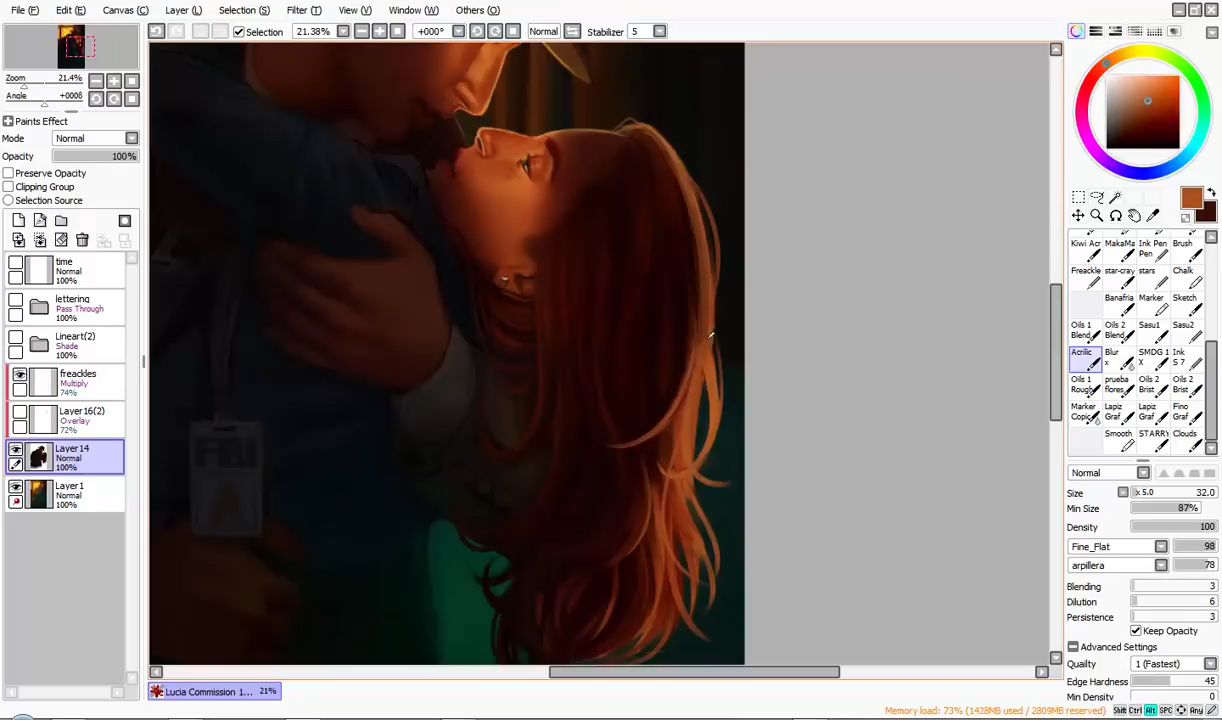 File (F) Edit (E) Canvas (C) Layer (L) Selection (S) Filter (T) View (V) Window (W) Others (O)
Selection 21.38% +000° Normal Stabilizer 5
Zoom 21.4%
Angle +0006
Paints Effect
Mode Normal
Opacity 100%
Preserve Opacity
Clipping Group
Selection Source
time
Normal
100%
lettering
Pass Through
100%
Lineart(2)
Shade
100%
freackles
Multiply
74%
Layer16(2)
Overlay
72%
Layer14
Normal
100%
Layer1
Normal
100%
FBI
Kiwi Acr MakaMa Ink Pen Pen Brush
Freackle star-cray stars Chalk
Banafria Marker Sketch
Oils 1 Blend Oils 2 Blend Sasu1 Sasu2
Acrilic Blur x SMDG 1 X Ink S 7
Oils 1 Rough prueba flores Oils 2 Brist Oils 2 Brist
Marker Copic Lapiz Graf Lapiz Graf Fino Graf
Smooth STARRY Clouds
Normal
Size x 5.0 32.0
Min Size 87%
Density 100
Fine_Flat 98
arpillera 78
Blending 3
Dilution 6
Persistence 3
Keep Opacity
Advanced Settings
Quality 1 (Fastest)
Edge Hardness 45
Min Density 0
Lucia Commission 1... 21%
Memory load: 73% (1428MB used / 2809MB reserved) Shift Ctrl Alt SPC Any